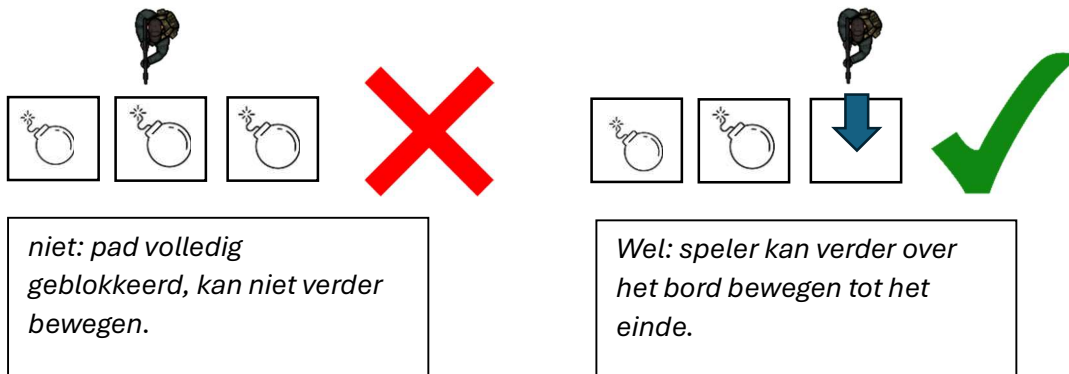 niet: pad volledig
geblokkeerd, kan niet verder
bewegen.
Wel: speler kan verder over
het bord bewegen tot het
einde.